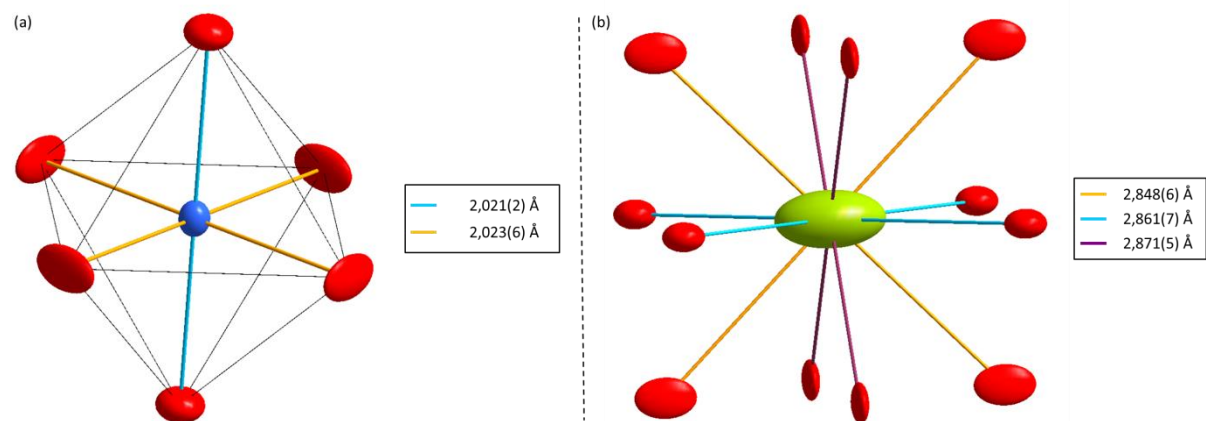 (a)
2,021(2) Å
2,023(6) Å
(b)
2,848(6) Å
2,861(7) Å
2,871(5) Å